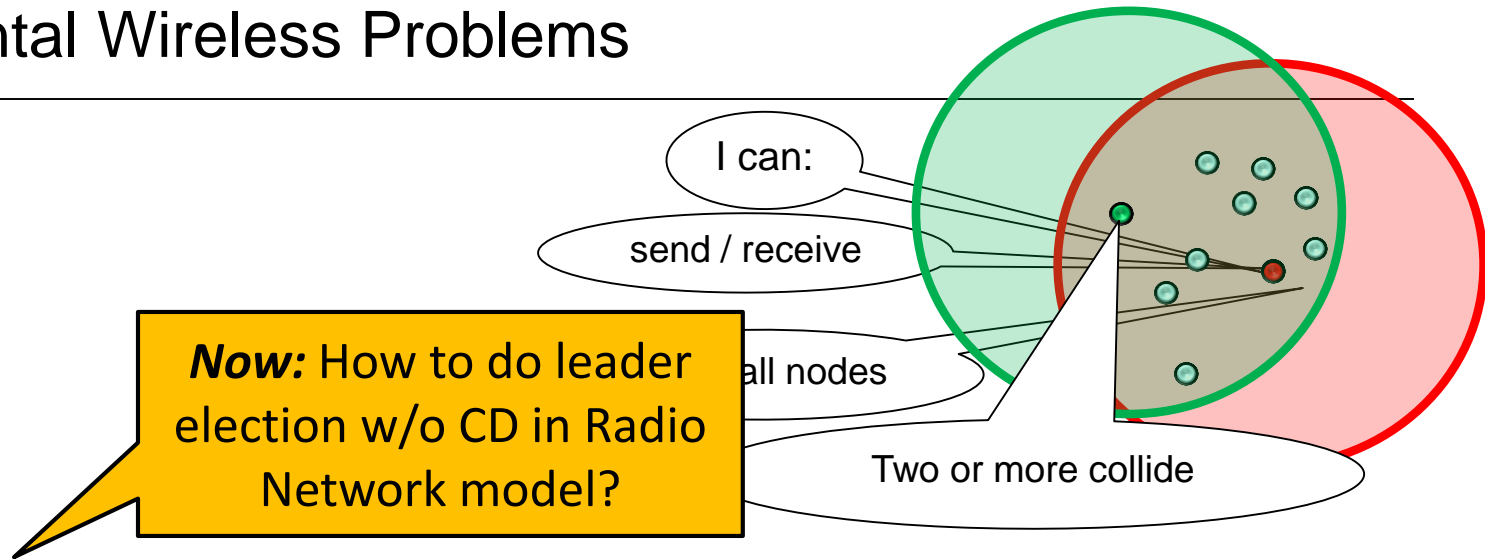 Wireless Problems
I can:
send / receive
all nodes
Two or more collide
Now: How to do leader
election w/o CD in Radio
Network model?